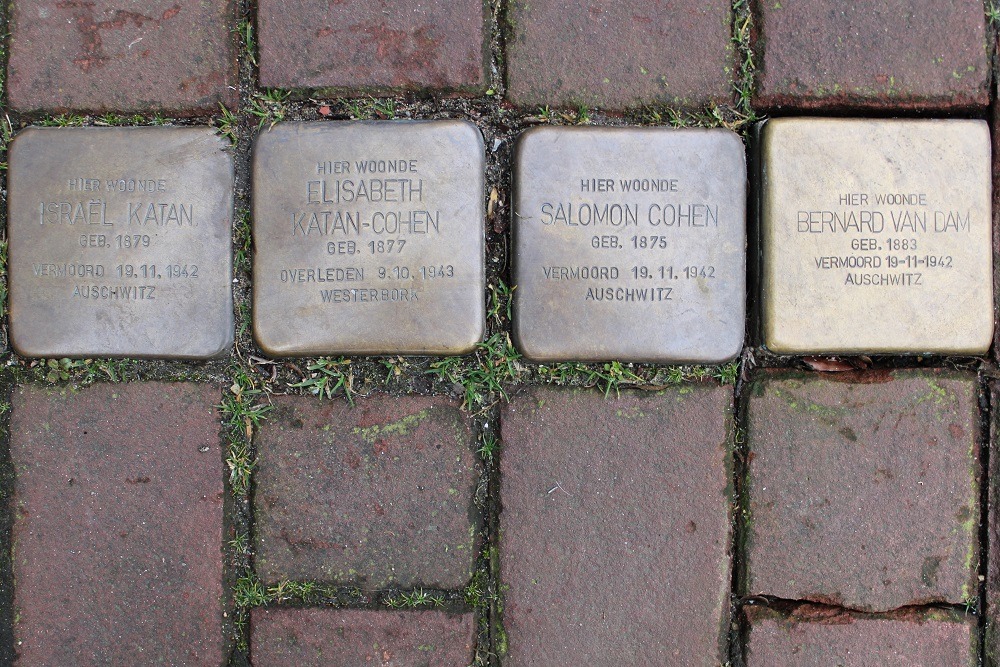 HIER WOONDE
ISRAËL KATAN
GEB. 1879
VERMOORD 19.11.1942
AUSCHWITZ
HIER WOONDE
ELISABETH
KATAN-COHEN
GEB. 1877
OVERLEDEN 9.10.1943
WESTERBORK
HIER WOONDE
SALOMON COHEN
GEB. 1875
VERMOORD 19.11.1942
AUSCHWITZ
HIER WOONDE
BERNARD VAN DAM
GEB. 1883
VERMOORD 19-11-1942
AUSCHWITZ